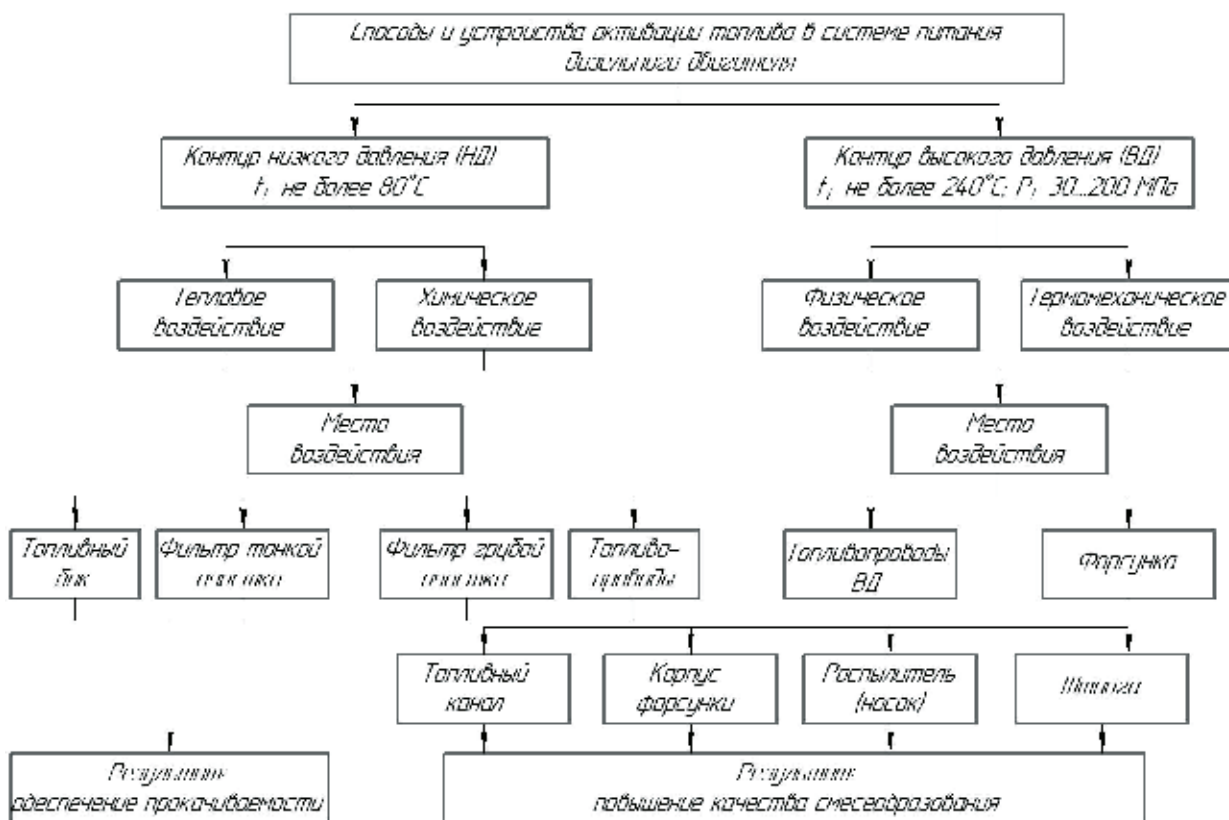 Способы и устройства активации топлива в системе питания
дизельного двигателя
Контур низкого давления (НД)
t, не более 80°С
Контур высокого давления (ВД)
t, не более 240°С; Р, 30...200 МПа
Тепловое
воздействие
Химическое
воздействие
Физическое
воздействие
Термомеханическое
воздействие
Место
воздействия
Место
воздействия
Топливный
бак
Фильтр тонкой
очистки
Фильтр грубой
очистки
Топливо-
проводы
Топливопроводы
ВД
Форсунка
Топливный
канал
Корпус
форсунки
Распылитель
(носок)
Штанга
Результат
обеспечение прокачиваемости
Результат
повышение качества смесеобразования